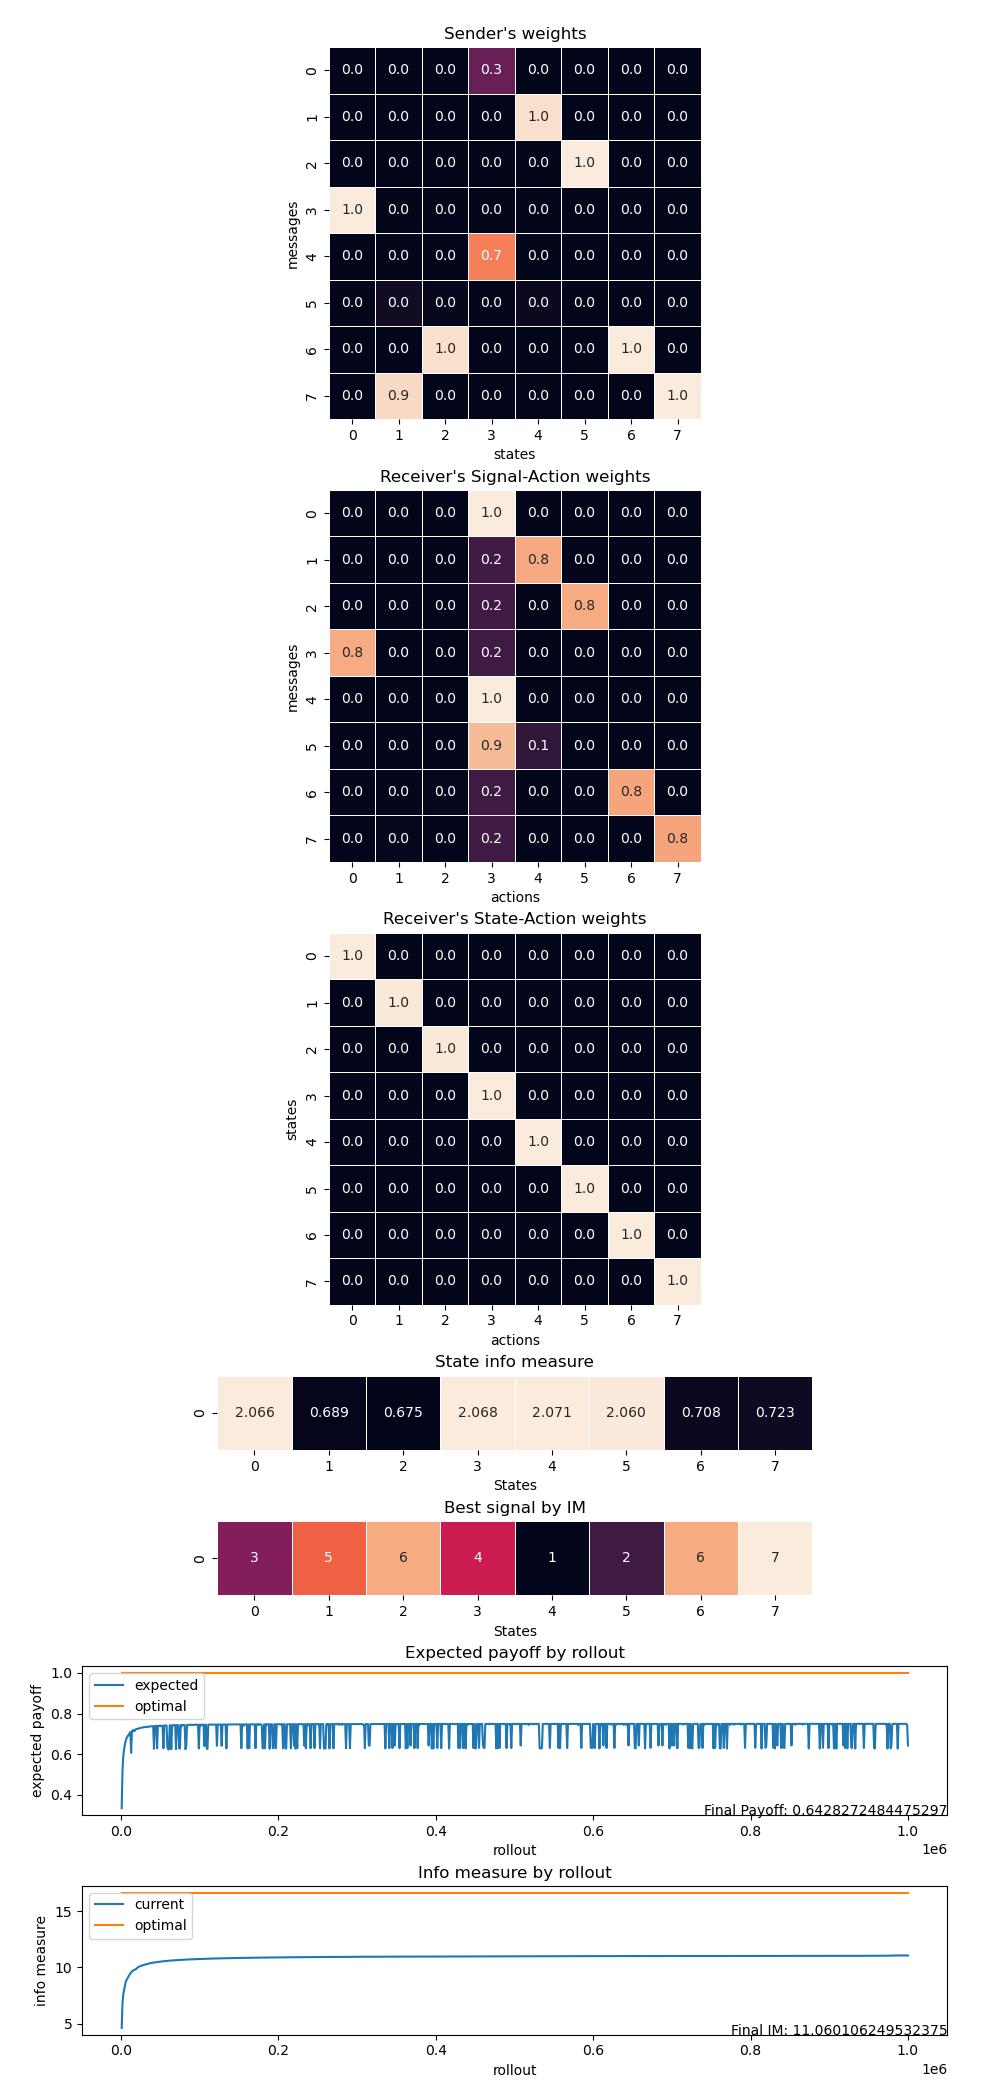 Sender's weights
0 0.0 0.0 0.0 0.3 0.0 0.0 0.0 0.0
1 0.0 0.0 0.0 0.0 1.0 0.0 0.0 0.0
2 0.0 0.0 0.0 0.0 0.0 1.0 0.0 0.0
3 1.0 0.0 0.0 0.0 0.0 0.0 0.0 0.0
messages
4 0.0 0.0 0.0 0.7 0.0 0.0 0.0 0.0
5 0.0 0.0 0.0 0.0 0.0 0.0 0.0 0.0
6 0.0 0.0 1.0 0.0 0.0 0.0 1.0 0.0
7 0.0 0.9 0.0 0.0 0.0 0.0 0.0 1.0
0 1 2 3 4 5 6 7
states
Receiver's Signal-Action weights
0 0.0 0.0 0.0 1.0 0.0 0.0 0.0 0.0
1 0.0 0.0 0.0 0.2 0.8 0.0 0.0 0.0
2 0.0 0.0 0.0 0.2 0.0 0.8 0.0 0.0
3 0.8 0.0 0.0 0.2 0.0 0.0 0.0 0.0
messages
4 0.0 0.0 0.0 1.0 0.0 0.0 0.0 0.0
5 0.0 0.0 0.0 0.9 0.1 0.0 0.0 0.0
6 0.0 0.0 0.0 0.2 0.0 0.0 0.8 0.0
7 0.0 0.0 0.0 0.2 0.0 0.0 0.0 0.8
0 1 2 3 4 5 6 7
actions
Receiver's State-Action weights
0 1.0 0.0 0.0 0.0 0.0 0.0 0.0 0.0
1 0.0 1.0 0.0 0.0 0.0 0.0 0.0 0.0
2 0.0 0.0 1.0 0.0 0.0 0.0 0.0 0.0
3 0.0 0.0 0.0 1.0 0.0 0.0 0.0 0.0
states
4 0.0 0.0 0.0 0.0 1.0 0.0 0.0 0.0
5 0.0 0.0 0.0 0.0 0.0 1.0 0.0 0.0
6 0.0 0.0 0.0 0.0 0.0 0.0 1.0 0.0
7 0.0 0.0 0.0 0.0 0.0 0.0 0.0 1.0
0 1 2 3 4 5 6 7
actions
State info measure
0 2.066 0.689 0.675 2.068 2.071 2.060 0.708 0.723
0 1 2 3 4 5 6 7
States
Best signal by IM
0 3 5 6 4 1 2 6 7
0 1 2 3 4 5 6 7
States
Expected payoff by rollout
expected payoff
1.0
0.8
0.6
0.4
expected
optimal
Final Payoff: 0.6428272484475297
0.0 0.2 0.4 0.6 0.8 1.0
1e6
rollout
Info measure by rollout
info measure
15
10
5
current
optimal
Final IM: 11.060106249532375
0.0 0.2 0.4 0.6 0.8 1.0
1e6
rollout